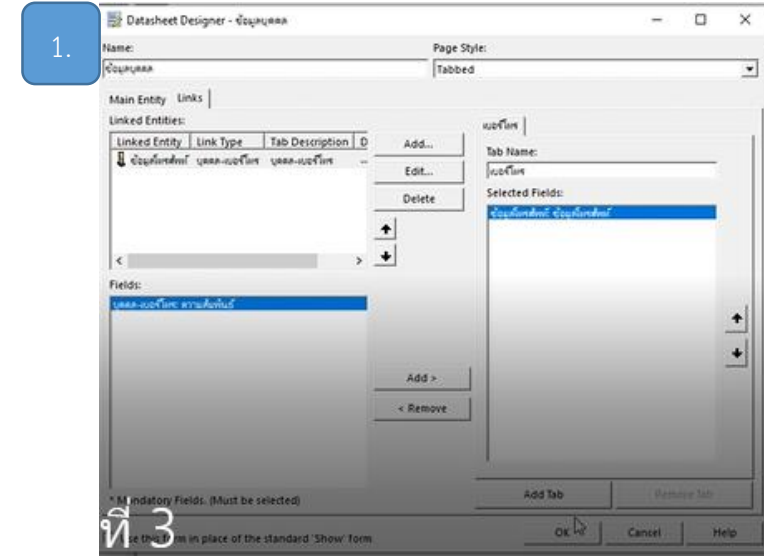 1.
Datasheet Designer - ข้อมูลบุคคล
Name:
Page Style:
ข้อมูลบุคคล
Tabbed
Main Entity
Links
Linked Entities:
Linked Entity
Link Type
Tab Description
D
ข้อมูลโทรศัพท์
บุคคล-เบอร์โทร
บุคคล-เบอร์โทร
Add...
Edit...
Delete
เบอร์โทร
Tab Name:
เบอร์โทร
Selected Fields:
ข้อมูลโทรศัพท์: ข้อมูลโทรศัพท์
Fields:
บุคคล-เบอร์โทร: ความสัมพันธ์
Add >
< Remove
* Mandatory Fields. (Must be selected)
Add Tab
Remove Tab
ที่ 3
Use this form in place of the standard 'Show' form
OK
Cancel
Help